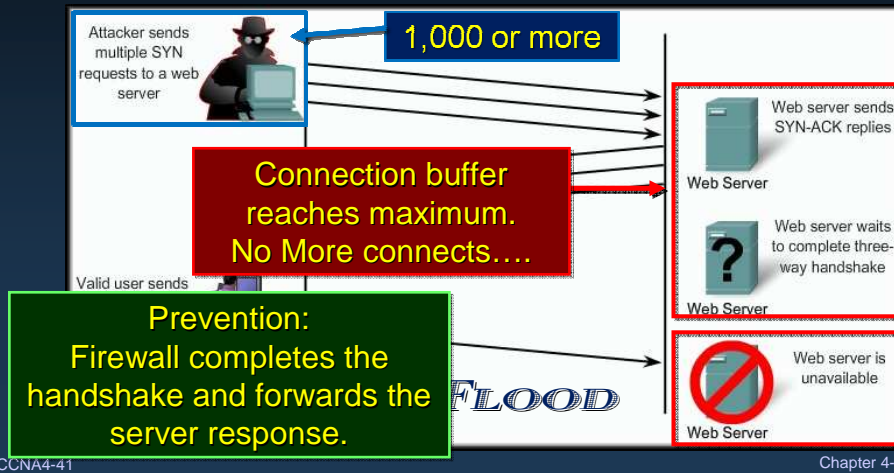 Attacker sends
multiple SYN
requests to a web
server
1,000 or more
Web server sends
SYN-ACK replies
Web Server
Connection buffer
reaches maximum.
No More connects….
Web server waits
to complete three-
way handshake
?
Web Server
Valid user sends
Prevention:
Firewall completes the
handshake and forwards the
server response.
FLOOD
Web server is
unavailable
Web Server
CCNA4-41
Chapter 4-